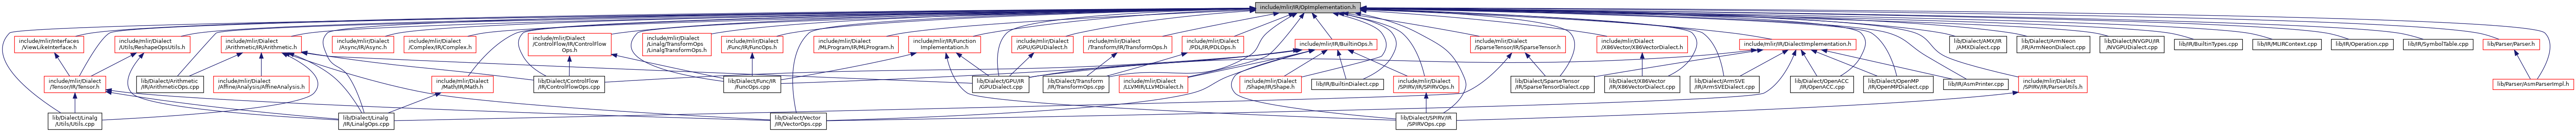 include/mlir/IR/OpImplementation.h
include/mlir/Interfaces
/ViewLikeInterface.h
include/mlir/Dialect
/Utils/ReshapeOpsUtils.h
include/mlir/Dialect
/Arithmetic/IR/Arithmetic.h
include/mlir/Dialect
/Async/IR/Async.h
include/mlir/Dialect
/Complex/IR/Complex.h
include/mlir/Dialect
/ControlFlow/IR/ControlFlow
Ops.h
include/mlir/Dialect
/Linalg/TransformOps
/LinalgTransformOps.h
include/mlir/Dialect
/Func/IR/FuncOps.h
include/mlir/Dialect
/MLProgram/IR/MLProgram.h
include/mlir/IR/Function
Implementation.h
include/mlir/Dialect
/GPU/GPUDialect.h
include/mlir/Dialect
/Transform/IR/TransformOps.h
include/mlir/Dialect
/PDL/IR/PDLOps.h
include/mlir/IR/BuiltinOps.h
include/mlir/Dialect
/SparseTensor/IR/SparseTensor.h
include/mlir/Dialect
/X86Vector/X86VectorDialect.h
include/mlir/IR/DialectImplementation.h
lib/Dialect/AMX/IR
/AMXDialect.cpp
lib/Dialect/ArmNeon
/IR/ArmNeonDialect.cpp
lib/Dialect/NVGPU/IR
/NVGPUDialect.cpp
lib/IR/BuiltinTypes.cpp
lib/IR/MLIRContext.cpp
lib/IR/Operation.cpp
lib/IR/SymbolTable.cpp
include/mlir/Parser/Parser.h
include/mlir/Dialect
/Tensor/IR/Tensor.h
lib/Dialect/Arithmetic
/IR/ArithmeticOps.cpp
include/mlir/Dialect
/Affine/Analysis/AffineAnalysis.h
include/mlir/Dialect
/Math/IR/Math.h
lib/Dialect/ControlFlow
/IR/ControlFlowOps.cpp
lib/Dialect/Func/IR
/FuncOps.cpp
lib/Dialect/GPU/IR
/GPUDialect.cpp
lib/Dialect/Transform
/IR/TransformOps.cpp
include/mlir/Dialect
/LLVMIR/LLVMDialect.h
include/mlir/Dialect
/Shape/IR/Shape.h
lib/IR/BuiltinDialect.cpp
include/mlir/Dialect
/SPIRV/IR/SPIRVOps.h
lib/Dialect/SparseTensor
/IR/SparseTensorDialect.cpp
lib/Dialect/X86Vector
/IR/X86VectorDialect.cpp
lib/Dialect/ArmSVE
/IR/ArmSVEDialect.cpp
lib/Dialect/OpenACC
/IR/OpenACC.cpp
lib/Dialect/OpenMP
/IR/OpenMPDialect.cpp
lib/IR/AsmPrinter.cpp
include/mlir/Dialect
/SPIRV/IR/ParserUtils.h
lib/Parser/AsmParserImpl.h
lib/Dialect/Linalg
/Utils/Utils.cpp
lib/Dialect/Linalg
/IR/LinalgOps.cpp
lib/Dialect/Vector
/IR/VectorOps.cpp
lib/Dialect/SPIRV/IR
/SPIRVOps.cpp